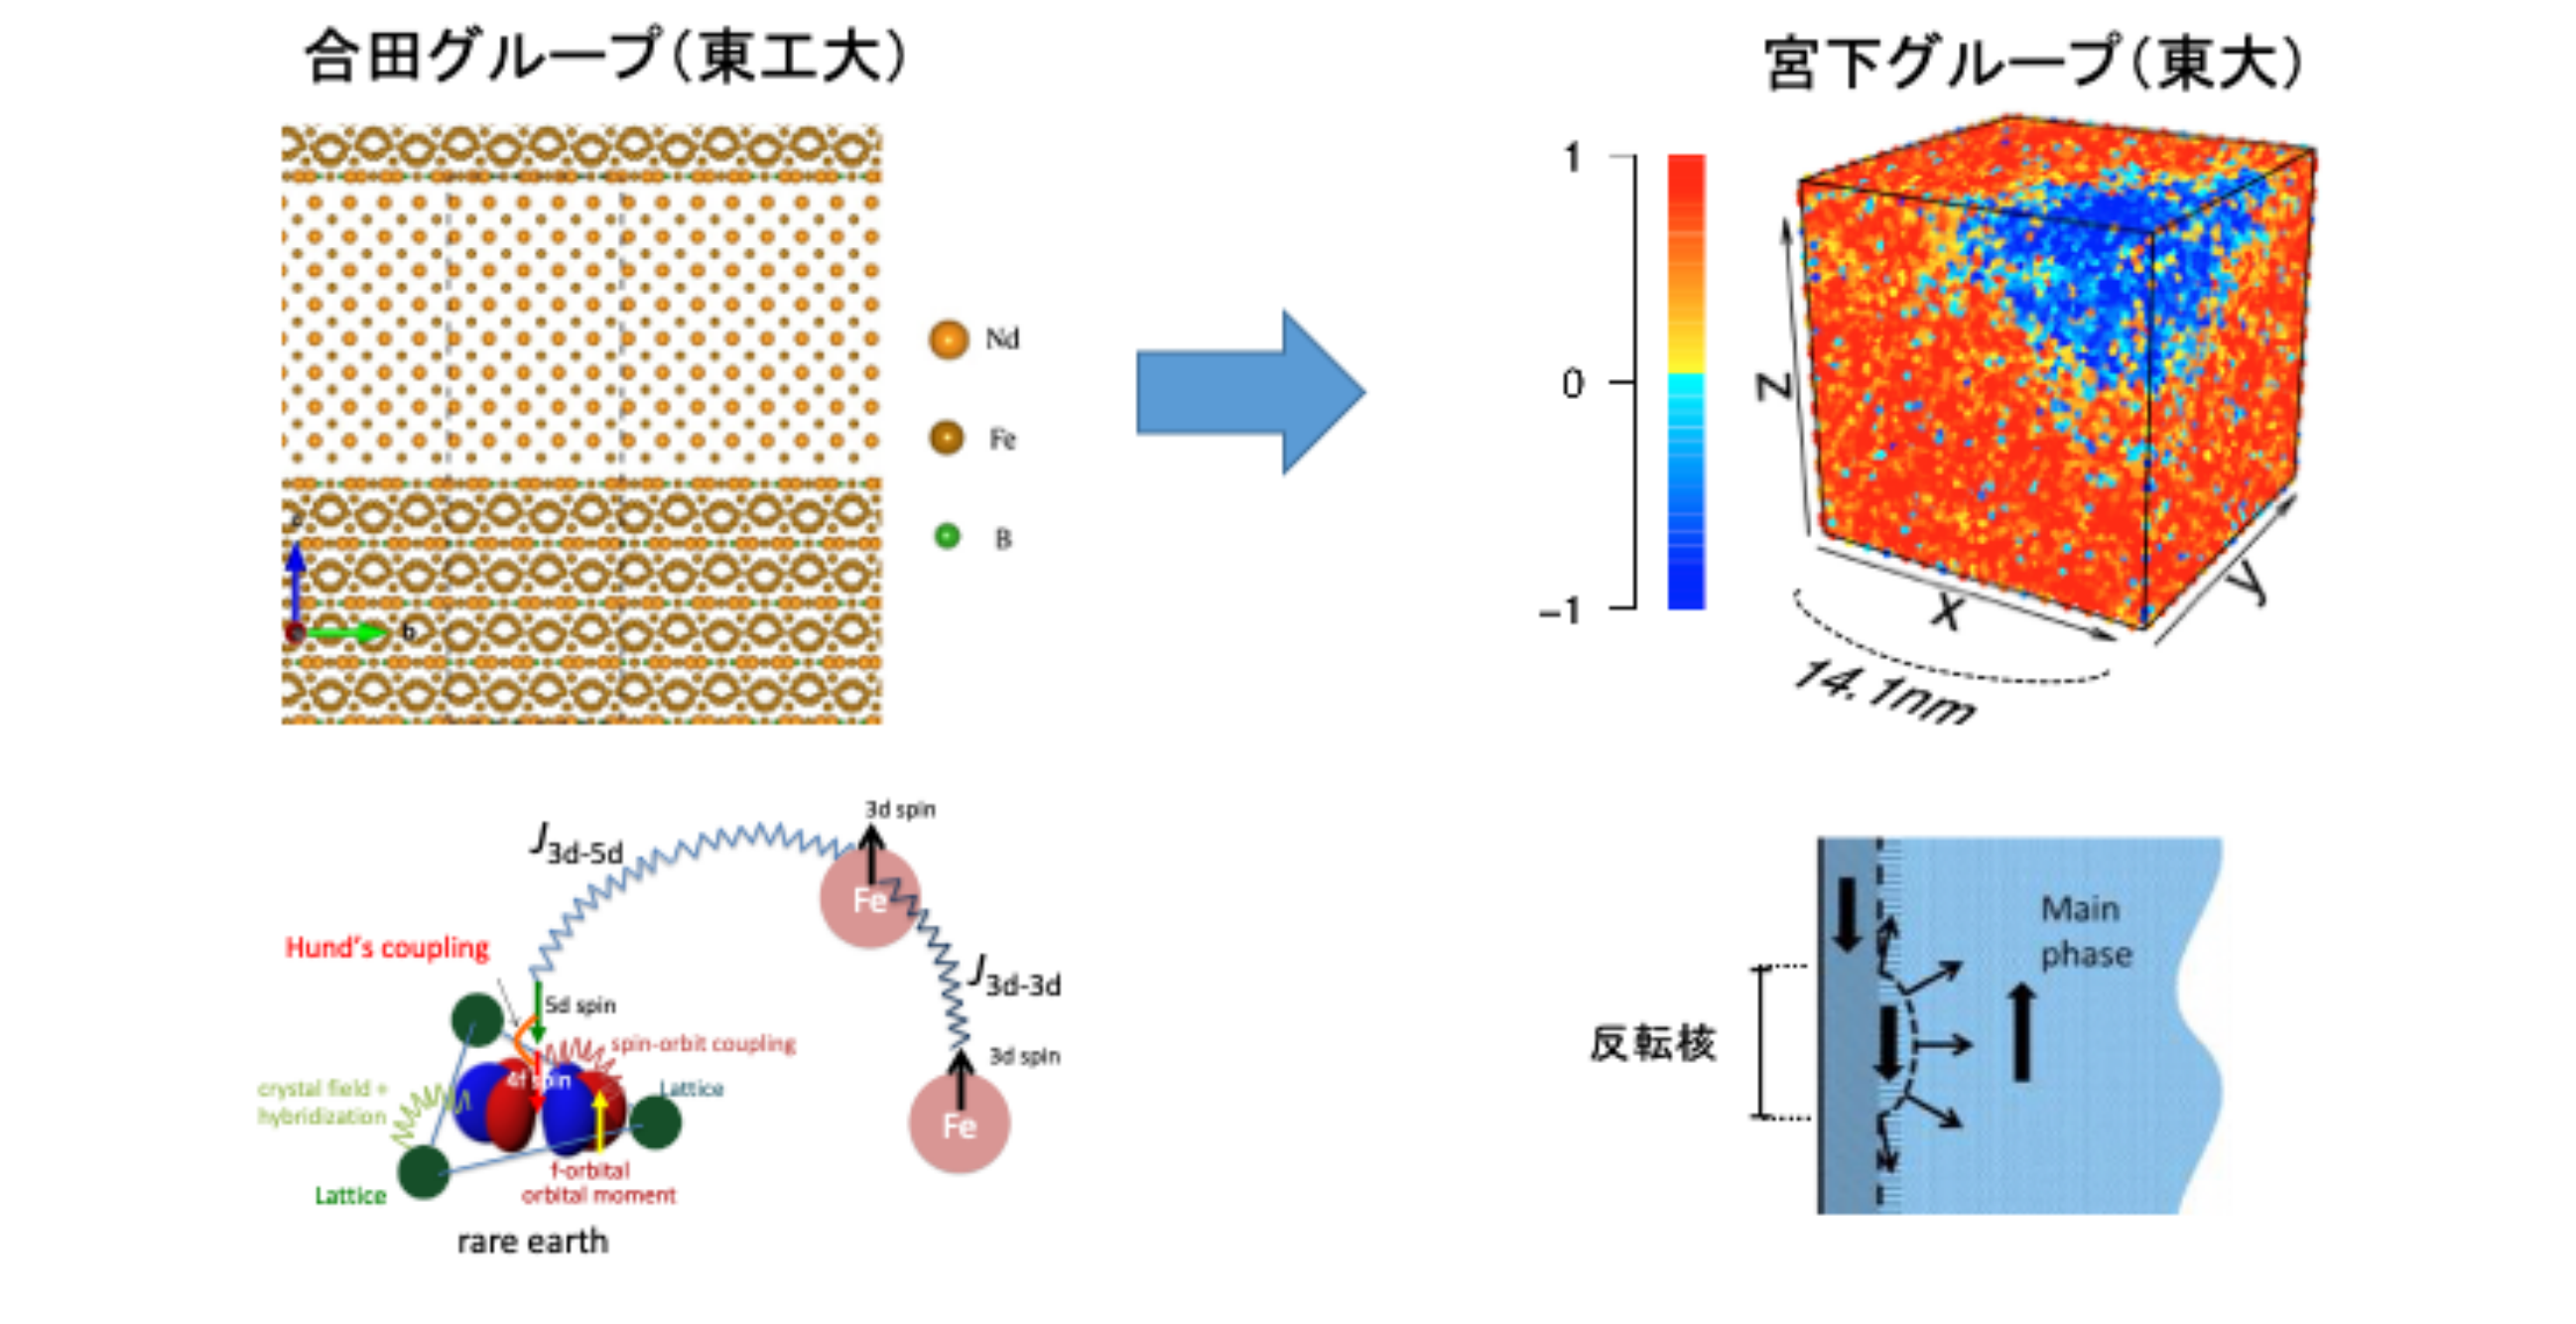 合田グループ(東工大)
宮下グループ(東大)
Nd
Fe
B
c
b
1
0
-1
z
x
y
14.1nm
J3d-5d
3d spin
Fe
Hund's coupling
J3d-3d
5d spin
spin-orbit coupling
3d spin
4f spin
crystal field +
hybridization
Lattice
Fe
f-orbital
orbital moment
Lattice
rare earth
Main
phase
反転核